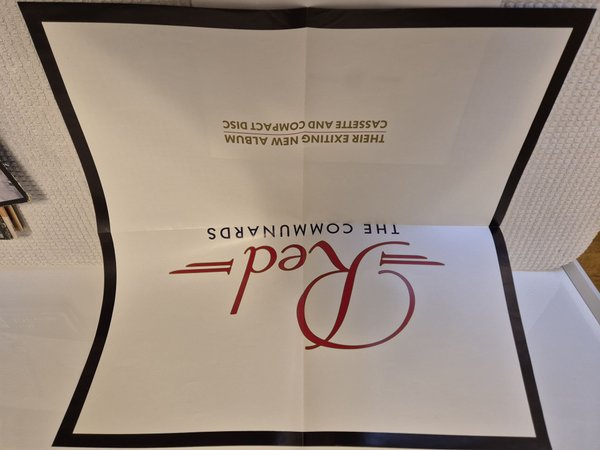 Red
THE COMMUNARDS
THEIR EXITING NEW ALBUM
CASSETTE AND COMPACT DISC